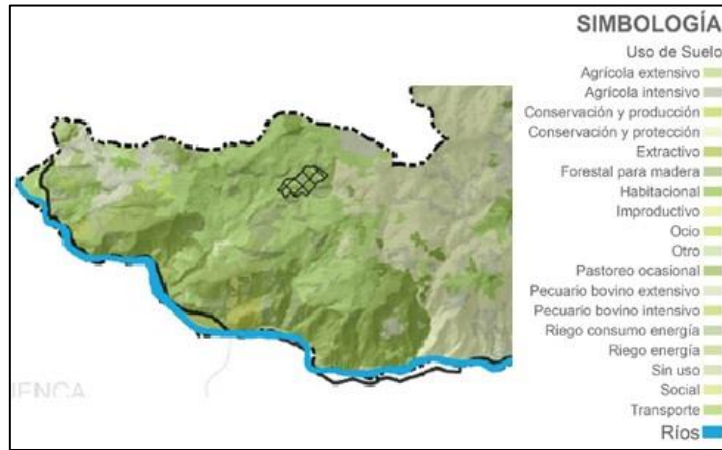 SIMBOLOGÍA
Uso de Suelo
Agrícola extensivo
Agrícola intensivo
Conservación y producción
Conservación y protección
Extractivo
Forestal para madera
Habitacional
Improductivo
Ocio
Otro
Pastoreo ocasional
Pecuario bovino extensivo
Pecuario bovino intensivo
Riego consumo energía
Riego energía
Sin uso
Social
Transporte
Ríos
UENCA